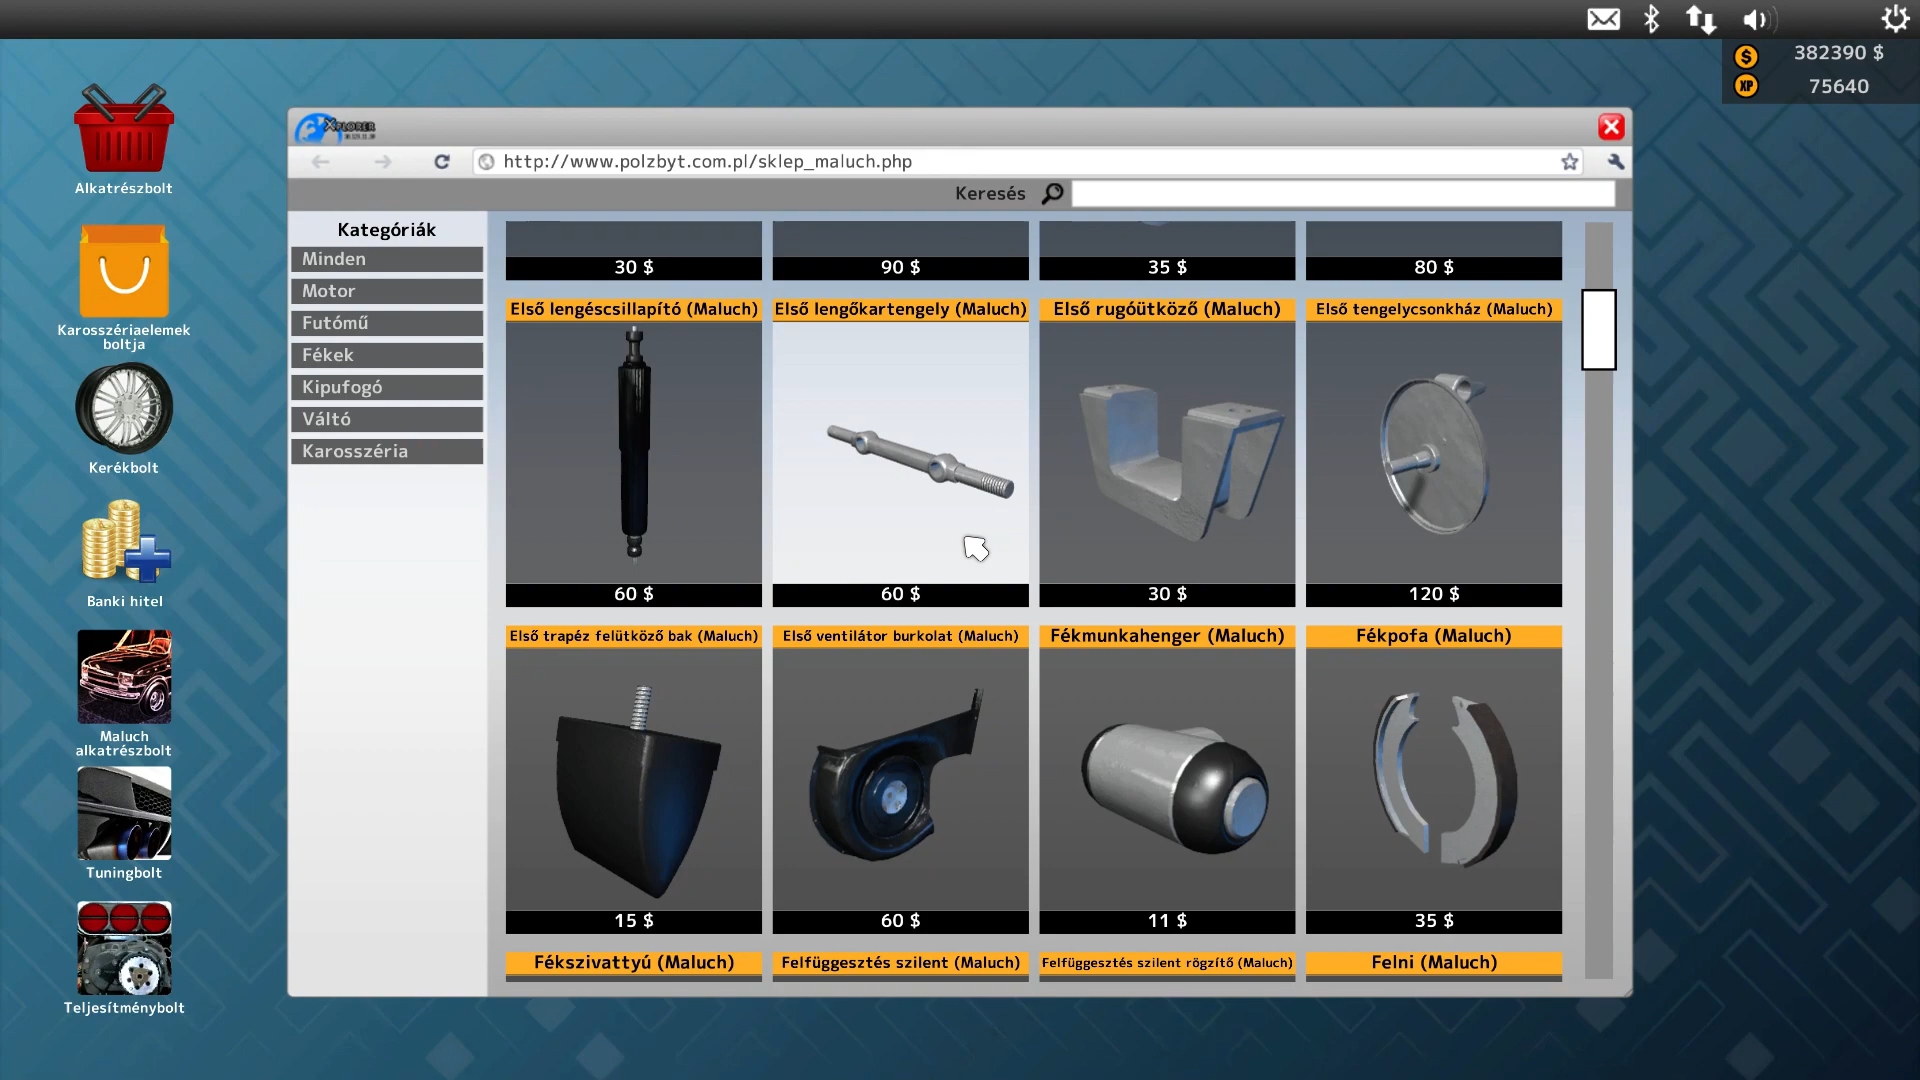 382390 $
XP 75640
XPLORER
http://www.polzbyt.com.pl/sklep_maluch.php
Keresés
Alkatrészbolt
Karosszériaelemek
boltja
Kerékbolt
Banki hitel
Maluch
alkatrészbolt
Tuningbolt
Teljesítménybolt
Kategóriák
Minden
Motor
Futómű
Fékek
Kipufogó
Váltó
Karosszéria
30 $ 90 $ 35 $ 80 $
Első lengéscsillapító (Maluch) Első lengőkartengely (Maluch) Első rugóütköző (Maluch) Első tengelycsonkház (Maluch)
60 $ 60 $ 30 $ 120 $
Első trapéz felütköző bak (Maluch) Első ventilátor burkolat (Maluch) Fékmunkahenger (Maluch) Fékpofa (Maluch)
15 $ 60 $ 11 $ 35 $
Fékszivattyú (Maluch) Felfüggesztés szilent (Maluch) Felfüggesztés szilent rögzítő (Maluch) Felni (Maluch)